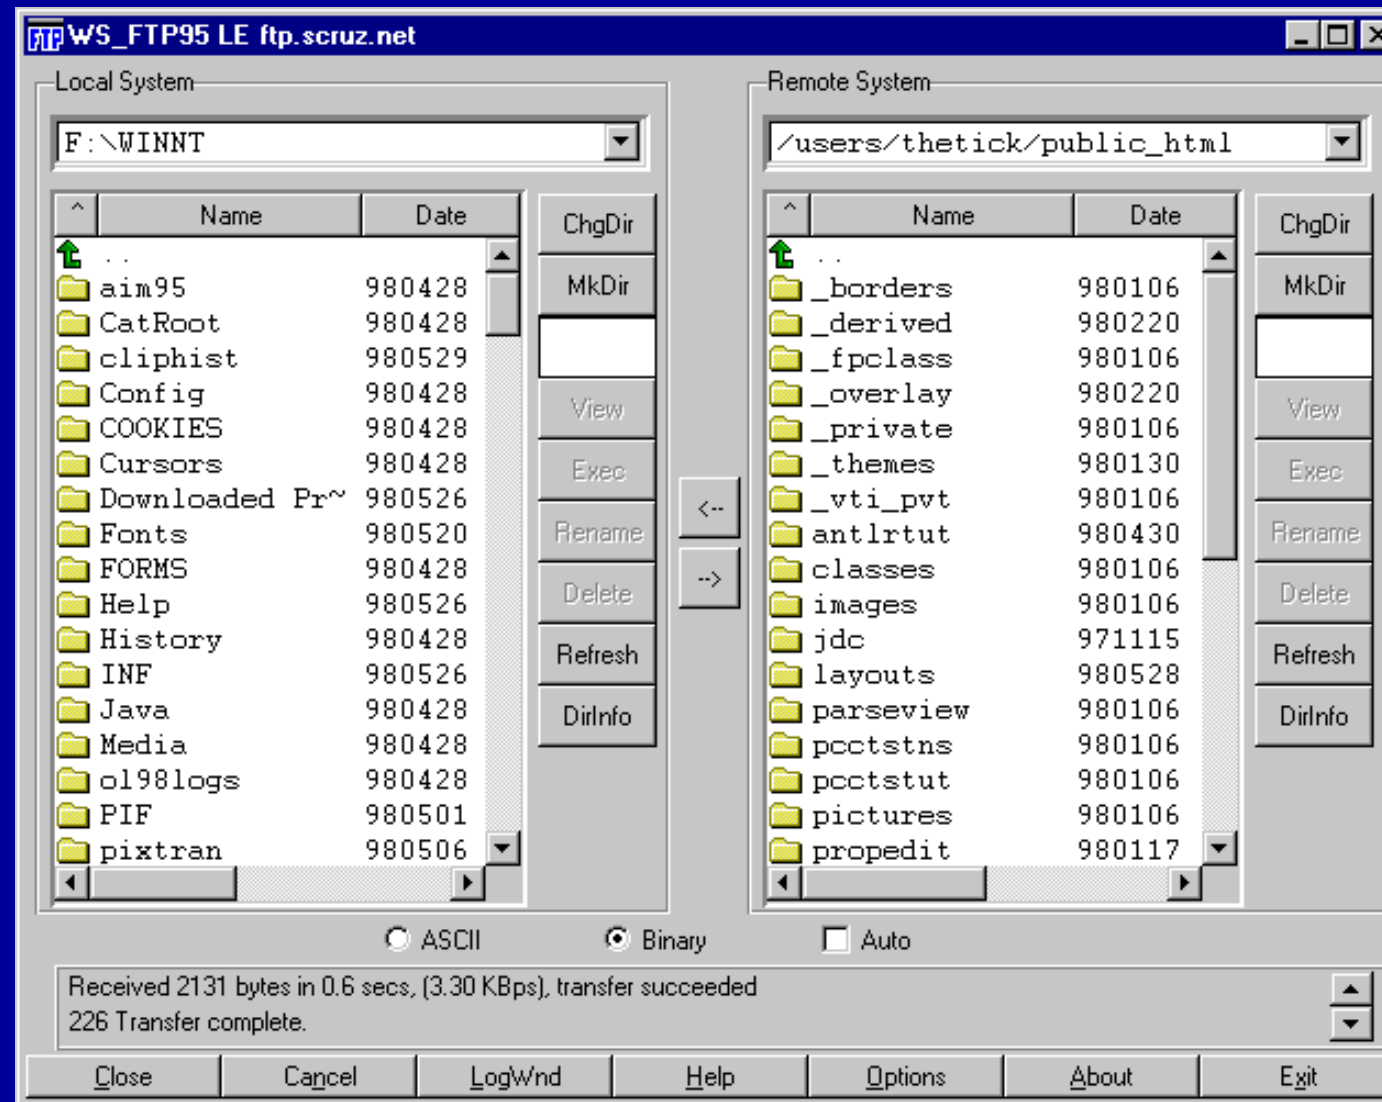 WS_FTP95 LE ftp.scruz.net
Local System
F:\WINNT
^ Name Date
..
aim95 980428
CatRoot 980428
cliphist 980529
Config 980428
COOKIES 980428
Cursors 980428
Downloaded Pr~ 980526
Fonts 980520
FORMS 980428
Help 980526
History 980428
INF 980526
Java 980428
Media 980428
ol98logs 980428
PIF 980501
pixtran 980506
ChgDir
MkDir
View
Exec
Rename
Delete
Refresh
DirInfo
<--
-->
Remote System
/users/thetick/public_html
^ Name Date
..
_borders 980106
_derived 980220
_fpclass 980106
_overlay 980220
_private 980106
_themes 980130
_vti_pvt 980106
antlrtut 980430
classes 980106
images 980106
jdc 971115
layouts 980528
parseview 980106
pcctstns 980106
pcctstut 980106
pictures 980106
propedit 980117
ChgDir
MkDir
View
Exec
Rename
Delete
Refresh
DirInfo
ASCII Binary Auto
Received 2131 bytes in 0.6 secs, (3.30 KBps), transfer succeeded
226 Transfer complete.
Close Cancel LogWnd Help Options About Exit